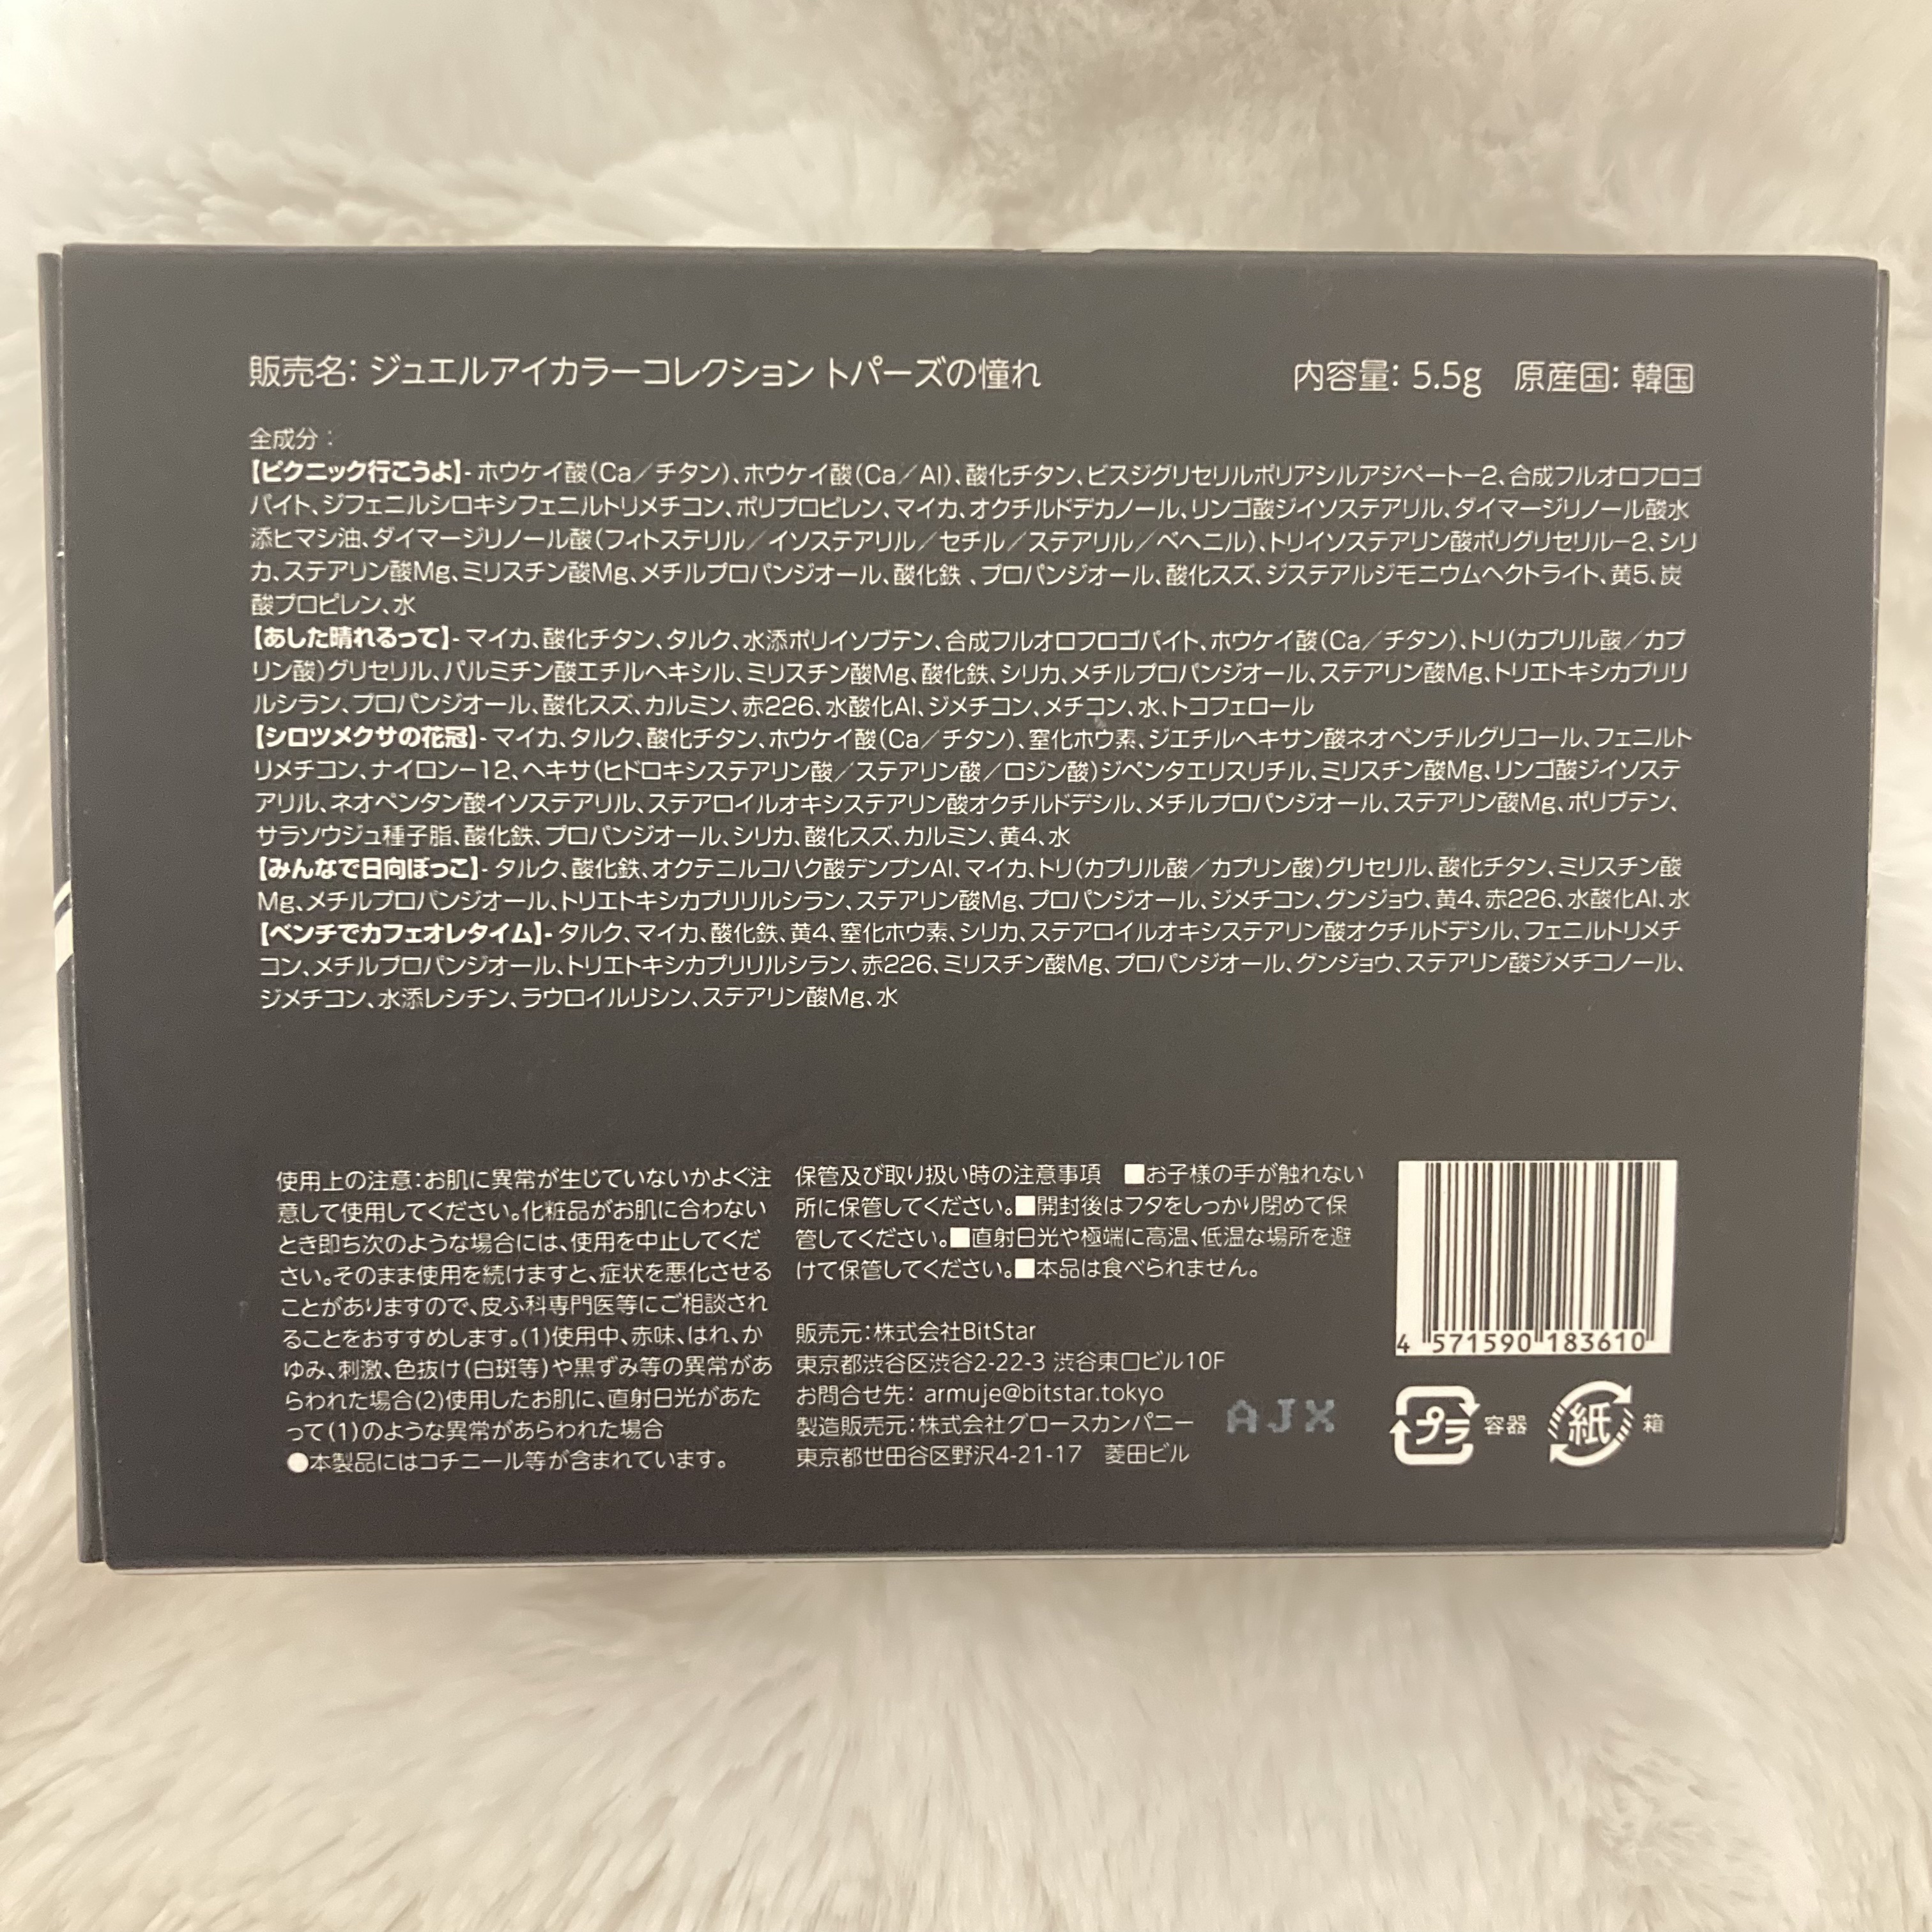 販売名: ジュエルアイカラーコレクション トパーズの憧れ
内容量: 5.5g 原産国: 韓国
全成分：
【ピクニック行こうよ】- ホウケイ酸(Ca／チタン)、ホウケイ酸(Ca／Al)、酸化チタン、ビスジグリセリルポリアシルアジペート−2、合成フルオロフロゴ
パイト、ジフェニルシロキシフェニルトリメチコン、ポリプロピレン、マイカ、オクチルドデカノール、リンゴ酸ジイソステアリル、ダイマージリノール酸水
添ヒマシ油、ダイマージリノール酸(フィトステリル／イソステアリル／セチル／ステアリル／ベヘニル)、トリイソステアリン酸ポリグリセリル−2、シリ
カ、ステアリン酸Mg、ミリスチン酸Mg、メチルプロパンジオール、酸化鉄 、プロパンジオール、酸化スズ、ジステアルジモニウムヘクトライト、黄5、炭
酸プロピレン、水
【あした晴れるって】- マイカ、酸化チタン、タルク、水添ポリイソブテン、合成フルオロフロゴパイト、ホウケイ酸(Ca／チタン)、トリ(カプリル酸／カプ
リン酸)グリセリル、パルミチン酸エチルヘキシル、ミリスチン酸Mg、酸化鉄、シリカ、メチルプロパンジオール、ステアリン酸Mg、トリエトキシカプリリ
ルシラン、プロパンジオール、酸化スズ、カルミン、赤226、水酸化Al、ジメチコン、メチコン、水、トコフェロール
【シロツメクサの花冠】- マイカ、タルク、酸化チタン、ホウケイ酸(Ca／チタン)、窒化ホウ素、ジエチルヘキサン酸ネオペンチルグリコール、フェニルト
リメチコン、ナイロン−12、ヘキサ(ヒドロキシステアリン酸／ステアリン酸／ロジン酸)ジペンタエリスリチル、ミリスチン酸Mg、リンゴ酸ジイソステ
アリル、ネオペンタン酸イソステアリル、ステアロイルオキシステアリン酸オクチルドデシル、メチルプロパンジオール、ステアリン酸Mg、ポリブテン、
サラソウジュ種子脂、酸化鉄、プロパンジオール、シリカ、酸化スズ、カルミン、黄4、水
【みんなで日向ぼっこ】- タルク、酸化鉄、オクテニルコハク酸デンプンAl、マイカ、トリ(カプリル酸／カプリン酸)グリセリル、酸化チタン、ミリスチン酸
Mg、メチルプロパンジオール、トリエトキシカプリリルシラン、ステアリン酸Mg、プロパンジオール、ジメチコン、グンジョウ、黄4、赤226、水酸化Al、水
【ベンチでカフェオレタイム】- タルク、マイカ、酸化鉄、黄4、窒化ホウ素、シリカ、ステアロイルオキシステアリン酸オクチルドデシル、フェニルトリメチ
コン、メチルプロパンジオール、トリエトキシカプリリルシラン、赤226、ミリスチン酸Mg、プロパンジオール、グンジョウ、ステアリン酸ジメチコノール、
ジメチコン、水添レシチン、ラウロイルリシン、ステアリン酸Mg、水
使用上の注意:お肌に異常が生じていないかよく注
意して使用してください。化粧品がお肌に合わない
とき即ち次のような場合には、使用を中止してくだ
さい。そのまま使用を続けますと、症状を悪化させる
ことがありますので、皮ふ科専門医等にご相談され
ることをおすすめします。(1)使用中、赤味、はれ、か
ゆみ、刺激、色抜け(白斑等)や黒ずみ等の異常があ
らわれた場合(2)使用したお肌に、直射日光があた
って(1)のような異常があらわれた場合
●本製品にはコチニール等が含まれています。
保管及び取り扱い時の注意事項 ■お子様の手が触れない
所に保管してください。■開封後はフタをしっかり閉めて保
管してください。■直射日光や極端に高温、低温な場所を避
けて保管してください。■本品は食べられません。
販売元:株式会社BitStar
東京都渋谷区渋谷2-22-3 渋谷東口ビル10F
お問合せ先: armuje@bitstar.tokyo
製造販売元:株式会社グロースカンパニー
東京都世田谷区野沢4-21-17 菱田ビル
AJX
4 571590 183610
プラ 容器 紙 箱